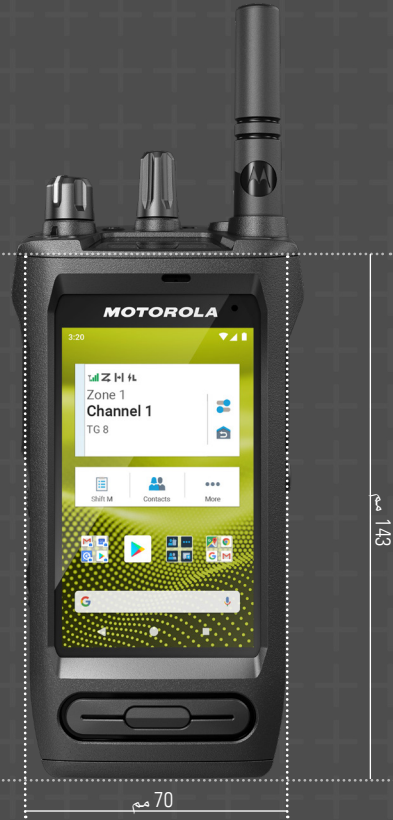 MOTOROLA
3:20
Zone 1
Channel 1
TG 8
Shift M
Contacts
More
143 مم
70 مم